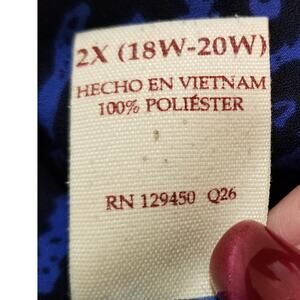 2X (18W-20W)
HECHO EN VIETNAM
100% POLIÉSTER
RN 129450 Q26